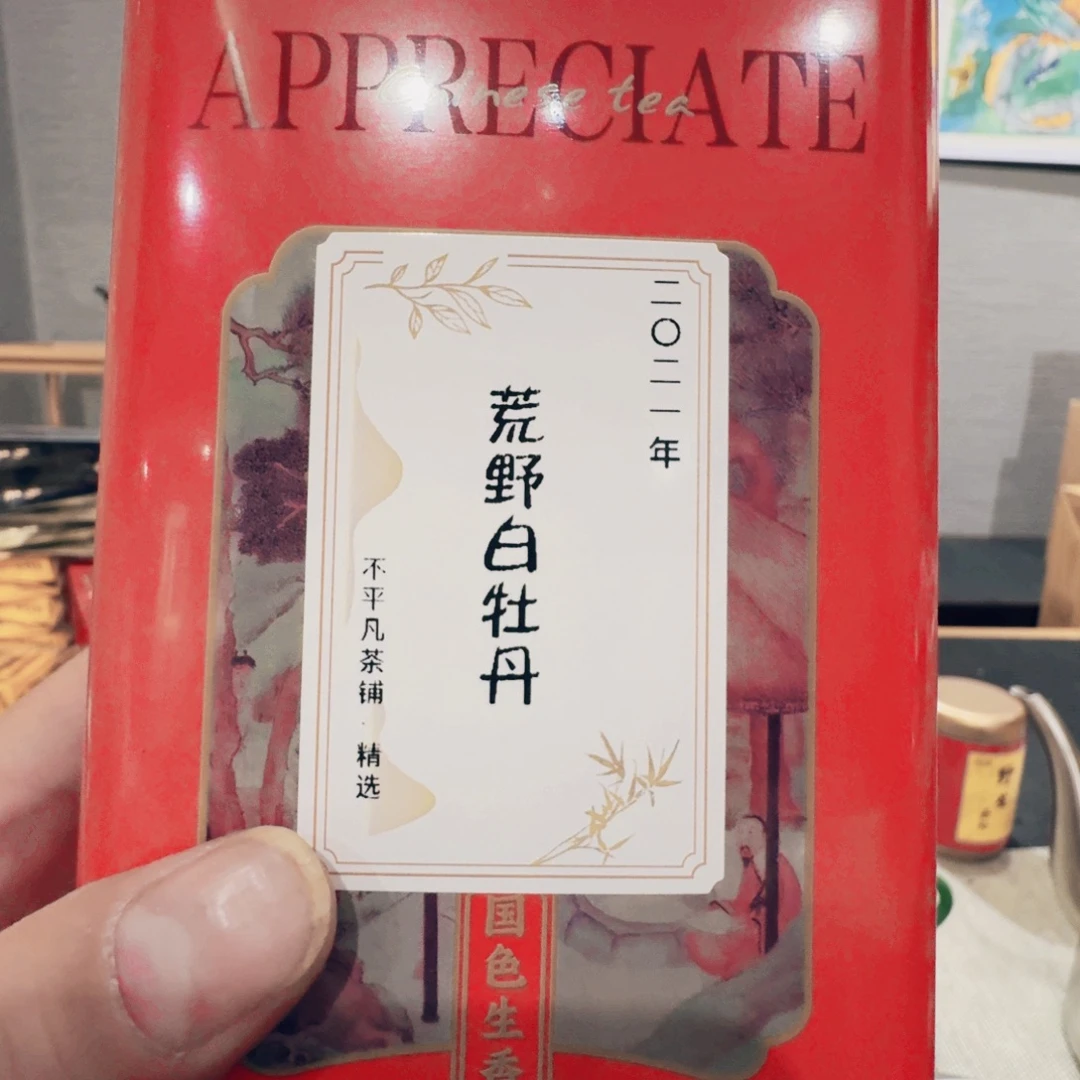 APPRECIATE
Chinese tea
二〇二一年
荒野白牡丹
不平凡茶铺·精选
国色生香